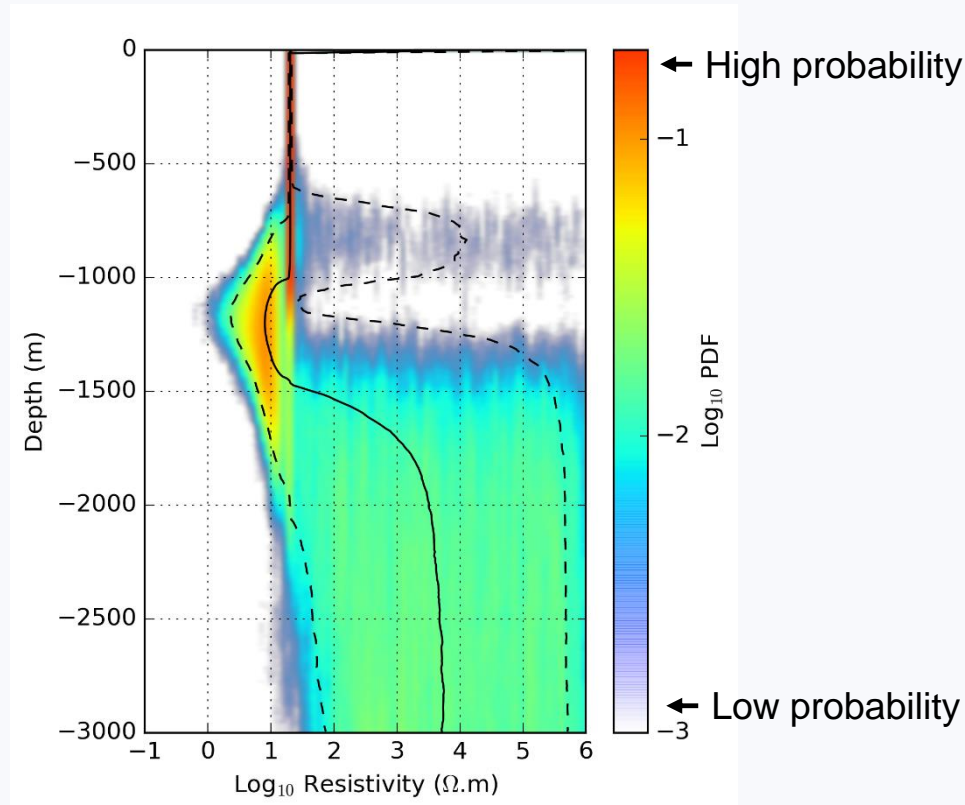 0
−500
−1000
−1500
−2000
−2500
−3000
Depth (m)
−1 0 1 2 3 4 5 6
Log₁₀ Resistivity (Ω.m)
High probability
−1
−2
−3
Log₁₀ PDF
Low probability